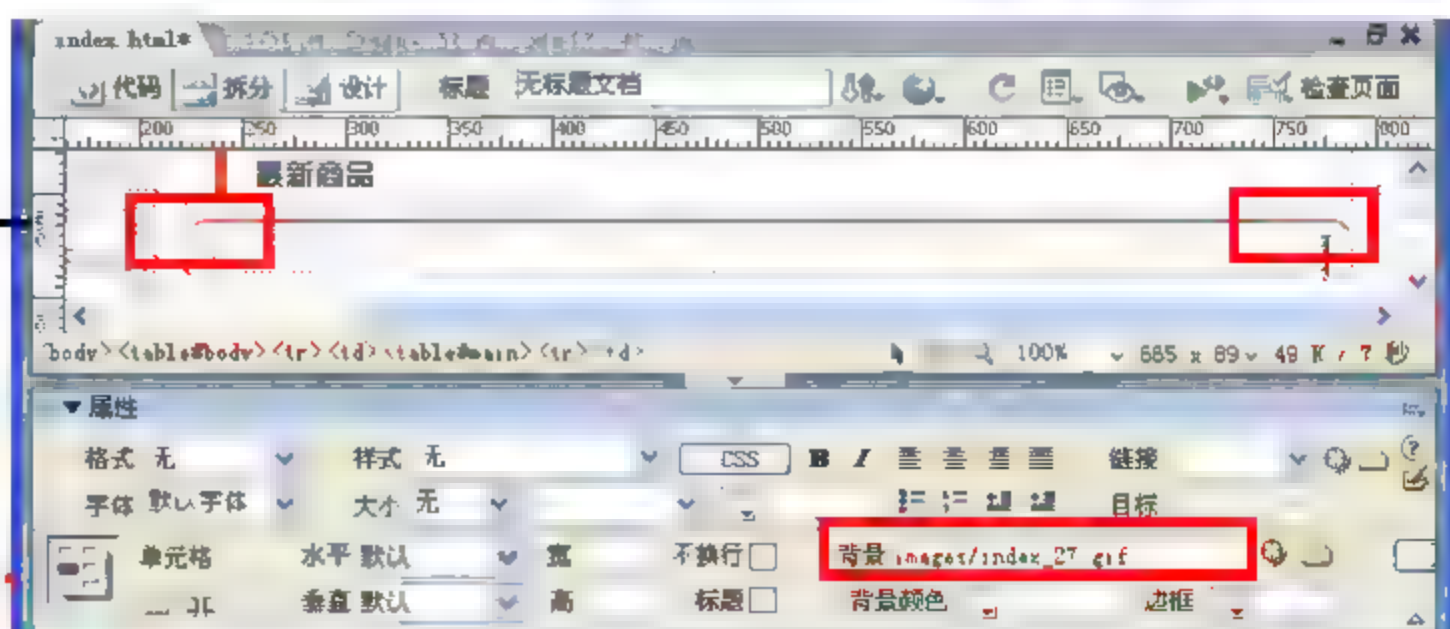 index.html*
代码 拆分 设计 标题 无标题文档 检查页面
200 250 300 350 400 450 500 550 600 650 700 750 800
最新商品
<table#body> <tr> <td> <table#main> <tr> 100% 685 x 89 48 K / 7 秒
属性
格式 无 样式 无 CSS B I 链接
字体 默认字体 大小 无 目标
单元格 水平 默认 宽 不换行 背景 images/index_27.gif
垂直 默认 高 标题 背景颜色 边框